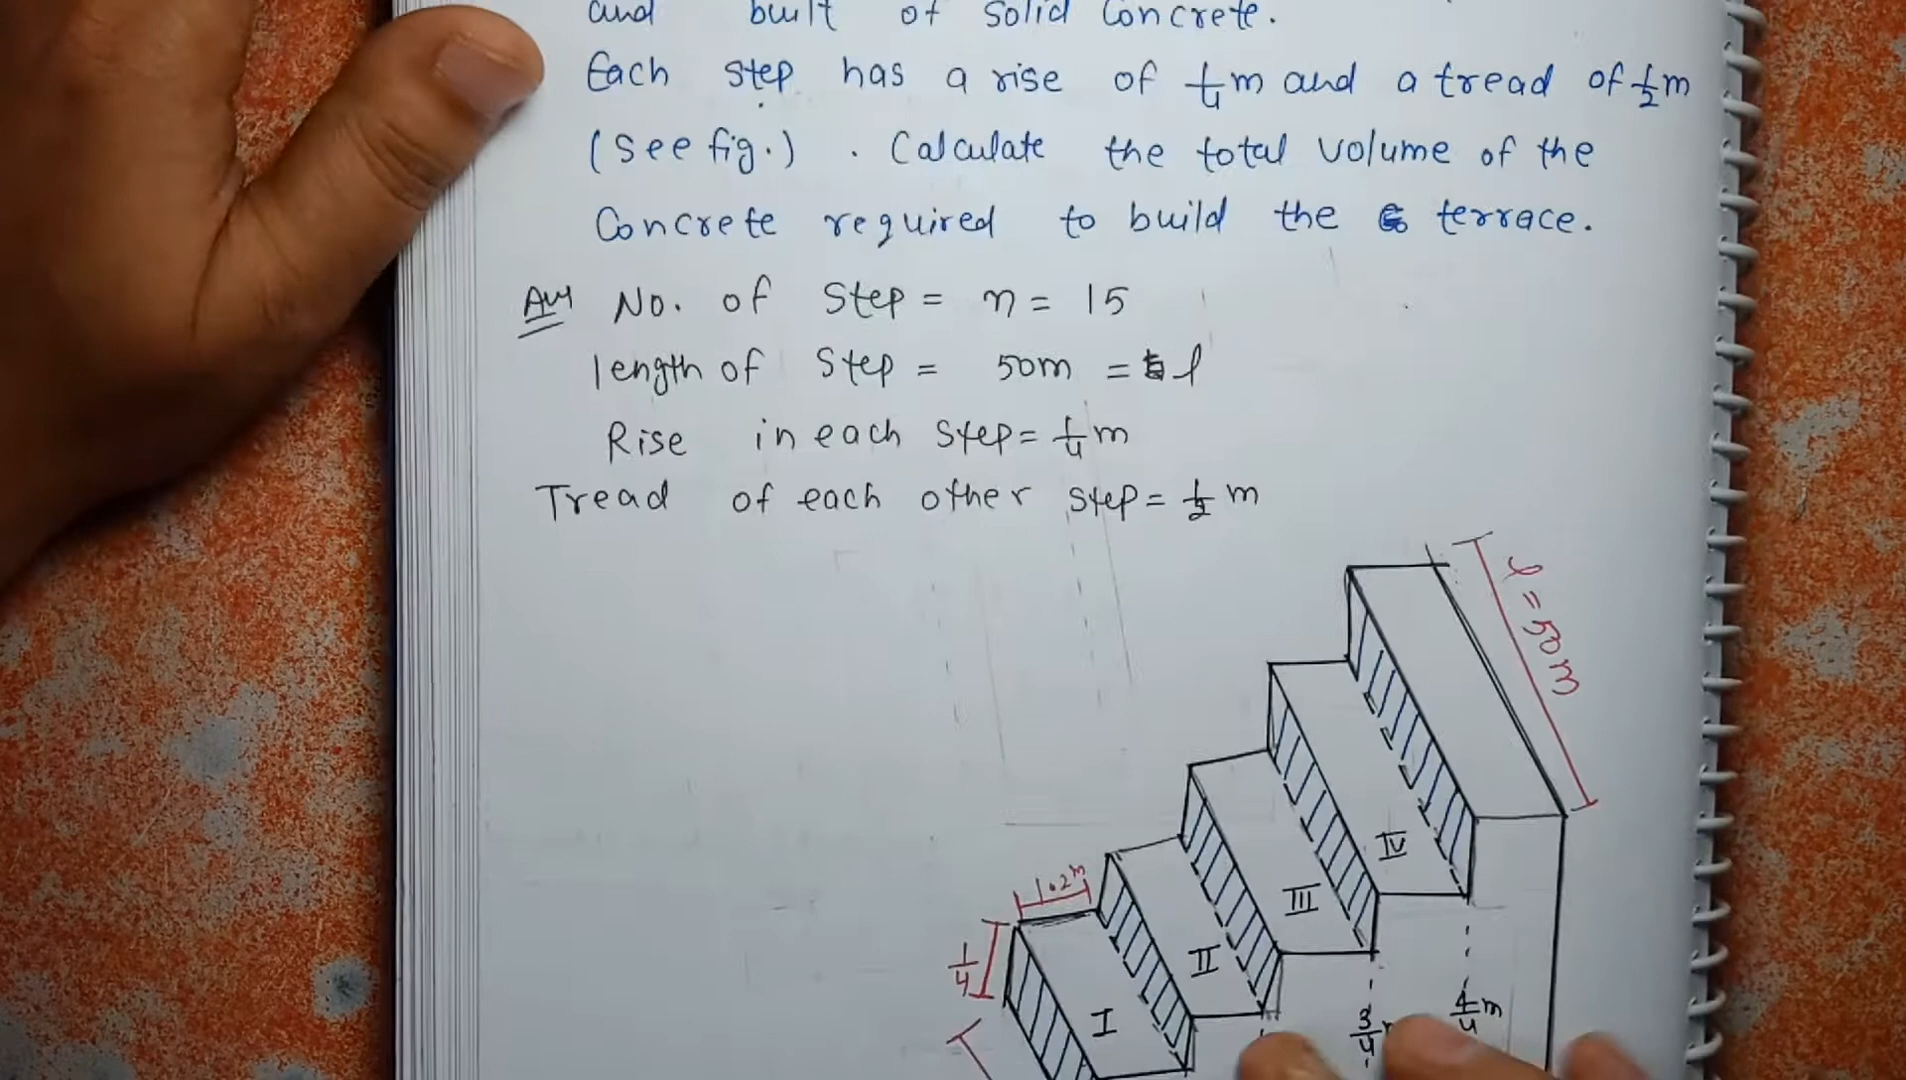 and built of Solid Concrete.
Each step has a rise of 1/4 m and a tread of 1/2 m
(See fig.). Calculate the total volume of the
Concrete required to build the terrace.
No. of Step = n = 15
length of Step = 50m = l
Rise in each step = 1/4 m
Tread of each other step = 1/2 m
l = 50m
IV
III
II
1/4
I
3/4
4/4 m